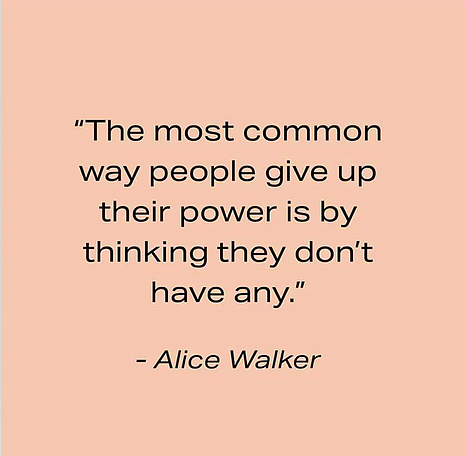 “The most common
way people give up
their power is by
thinking they don’t
have any.”
- Alice Walker